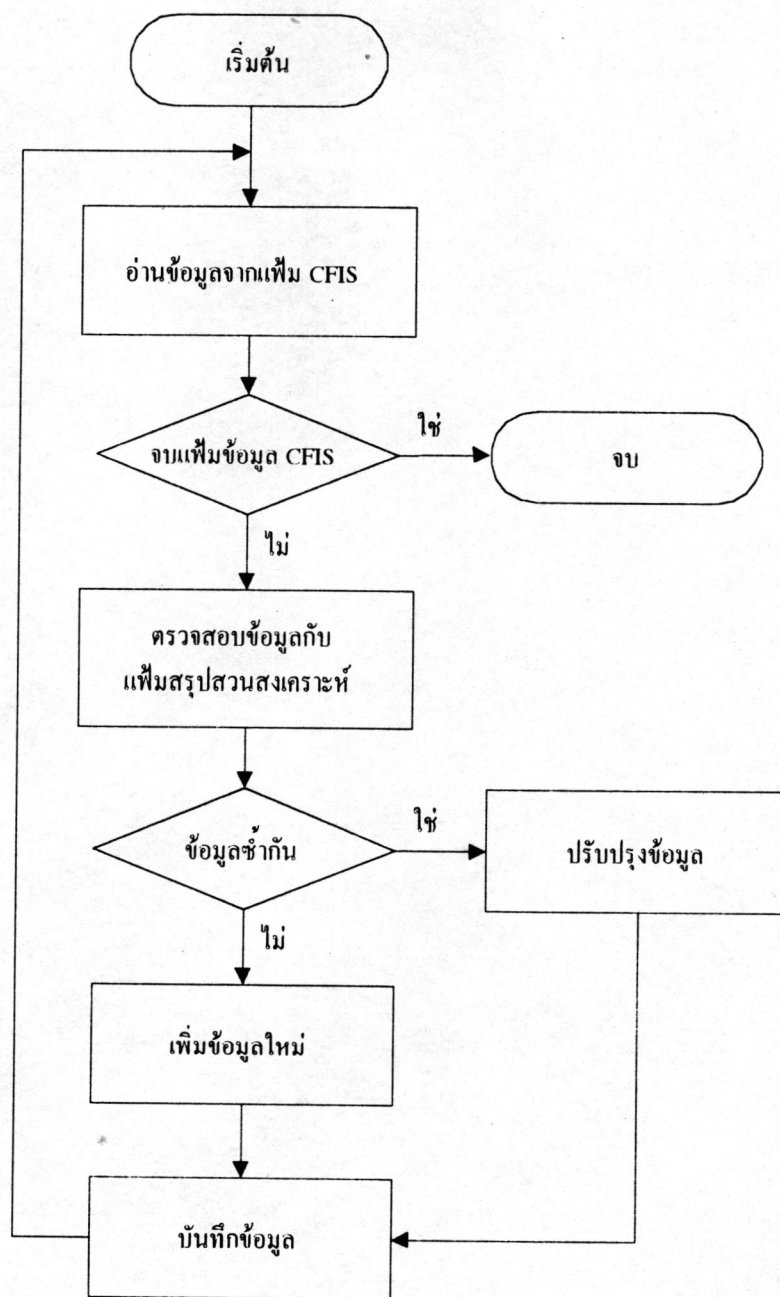 เริ่มต้น
อ่านข้อมูลจากแฟ้ม CFIS
จบแฟ้มข้อมูล CFIS
ใช่
จบ
ไม่
ตรวจสอบข้อมูลกับ
แฟ้มสรุปสวนสงเคราะห์
ข้อมูลซ้ำกัน
ใช่
ปรับปรุงข้อมูล
ไม่
เพิ่มข้อมูลใหม่
บันทึกข้อมูล